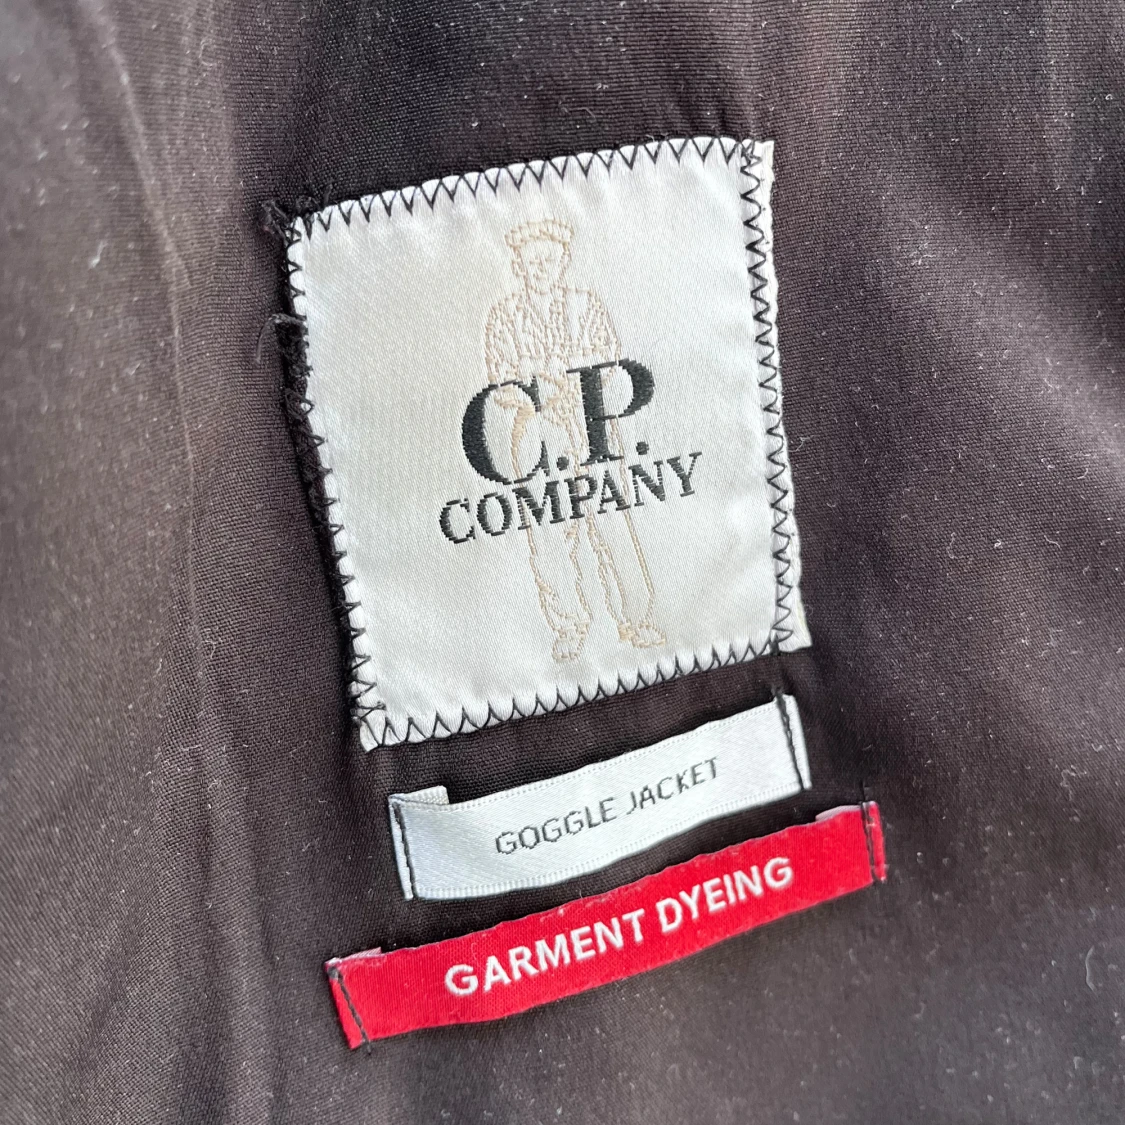 C.P.
COMPANY
GOGGLE JACKET
GARMENT DYEING